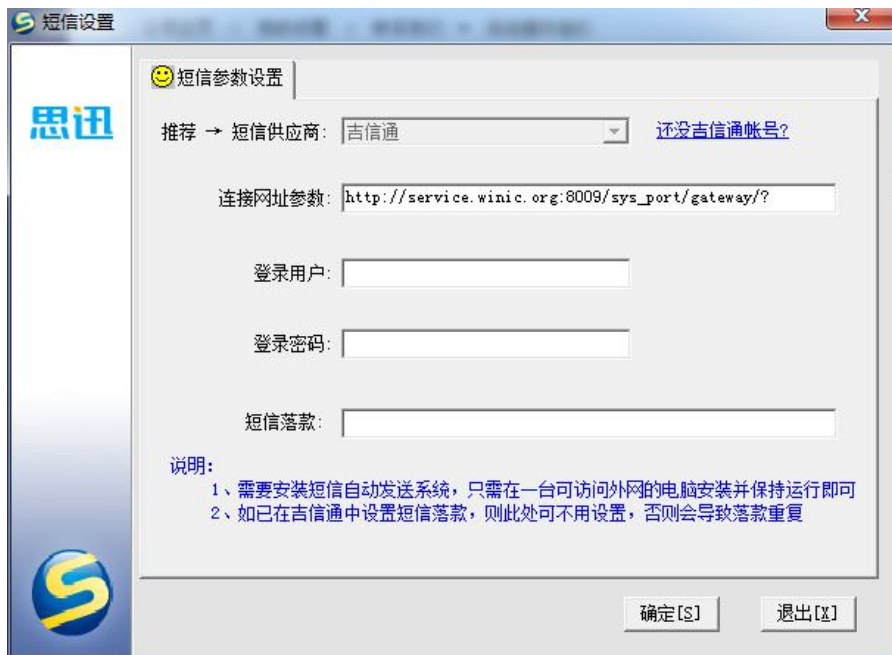 短信设置
短信参数设置
思迅
推荐 → 短信供应商: 吉信通 还没吉信通帐号?
连接网址参数: http://service.winic.org:8009/sys_port/gateway/?
登录用户:
登录密码:
短信落款:
说明:
1、需要安装短信自动发送系统，只需在一台可访问外网的电脑安装并保持运行即可
2、如已在吉信通中设置短信落款，则此处可不用设置，否则会导致落款重复
确定[S] 退出[X]